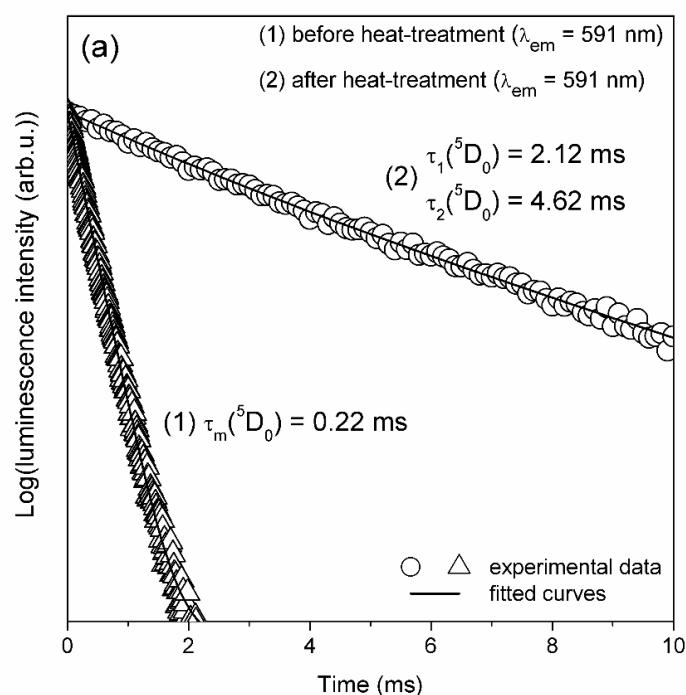 (a)
(1) before heat-treatment (λem = 591 nm)
(2) after heat-treatment (λem = 591 nm)
(2) τ1(5D0) = 2.12 ms
τ2(5D0) = 4.62 ms
(1) τm(5D0) = 0.22 ms
experimental data
fitted curves
Log(luminescence intensity (arb.u.))
0 2 4 6 8 10
Time (ms)